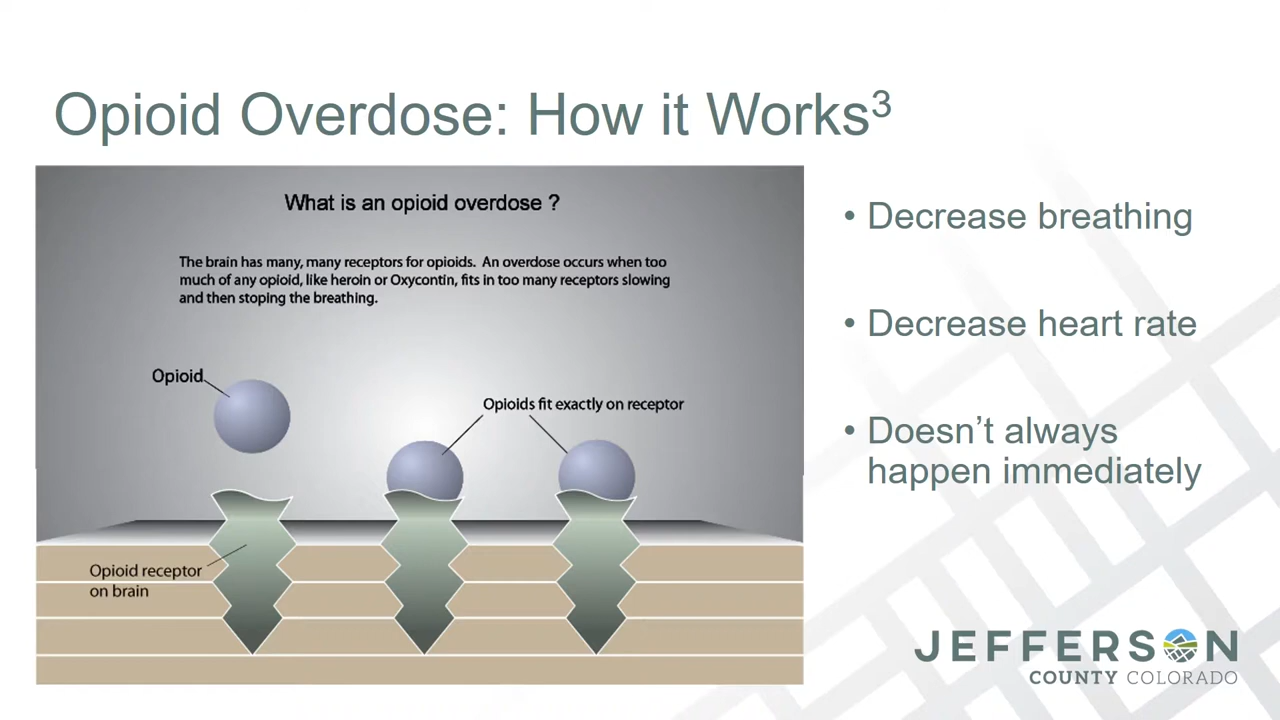 Opioid Overdose: How it Works³
What is an opioid overdose ?
The brain has many, many receptors for opioids. An overdose occurs when too
much of any opioid, like heroin or Oxycontin, fits in too many receptors slowing
and then stoping the breathing.
Opioid
Opioids fit exactly on receptor
Opioid receptor
on brain
• Decrease breathing
• Decrease heart rate
• Doesn’t always
happen immediately
JEFFERSON
COUNTY COLORADO